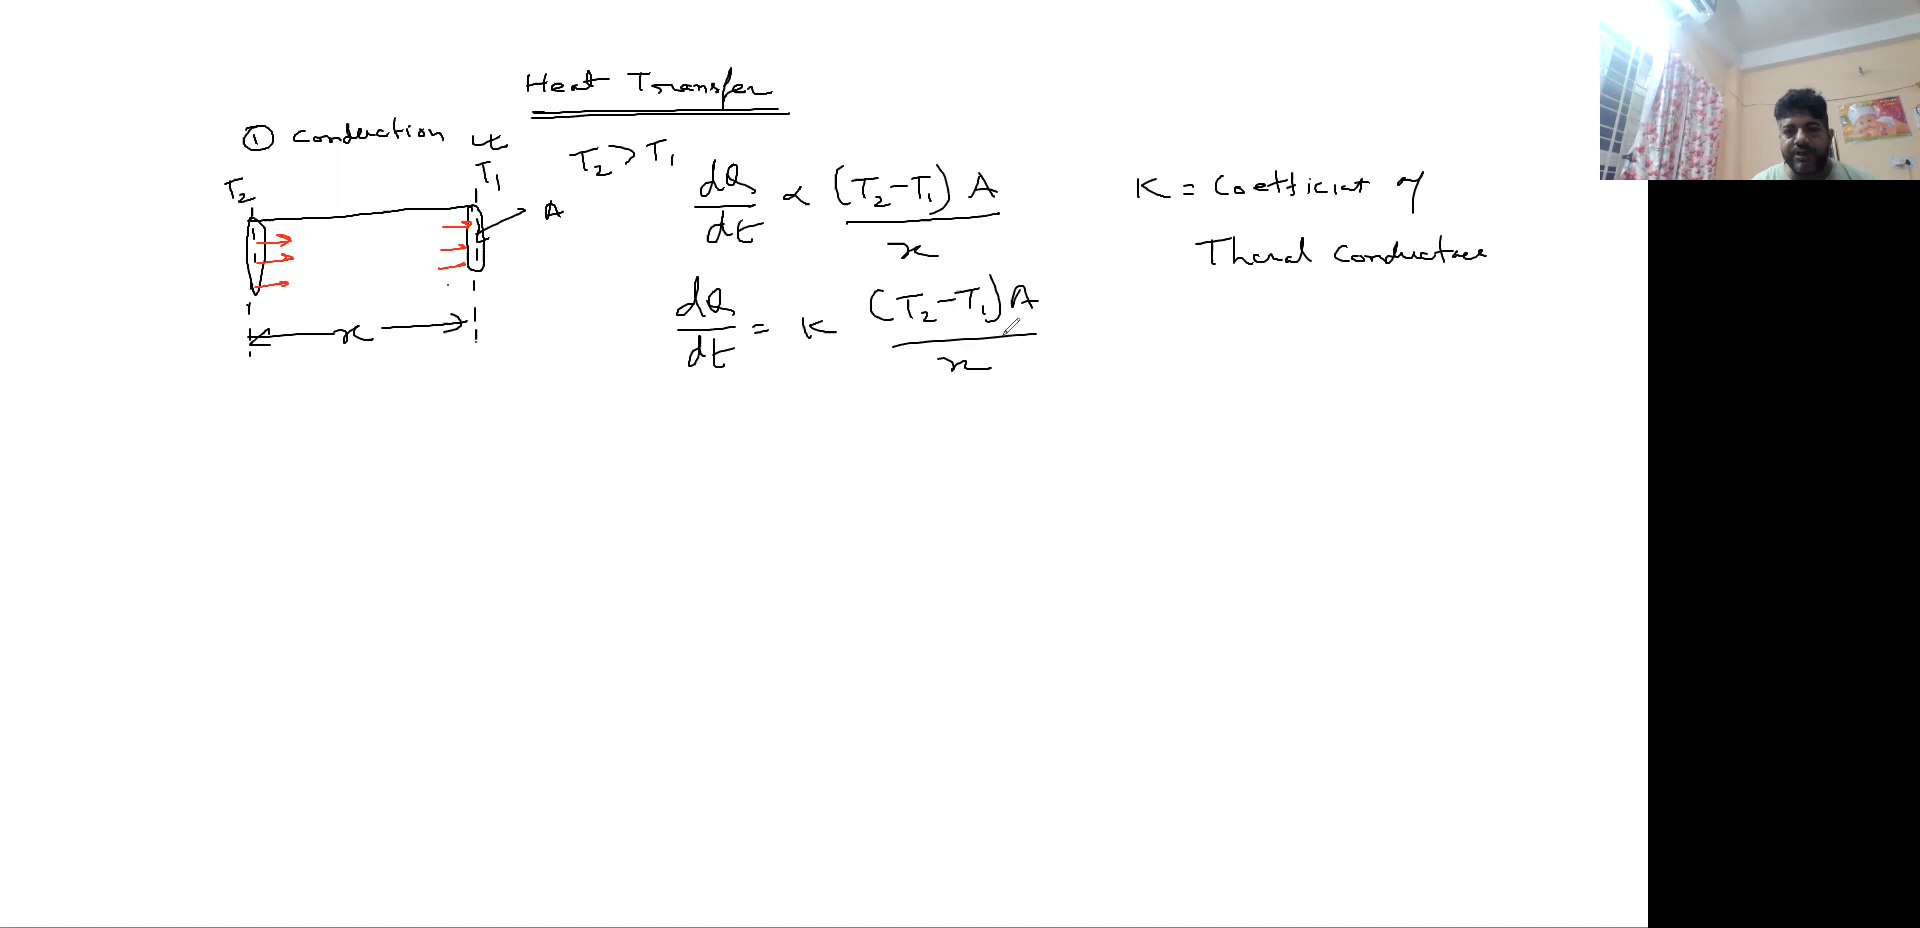 Heat Transfer
① Conduction
T₂
T₁
A
x
T₂ > T₁
dQ/dt ∝ (T₂-T₁) A / x
dQ/dt = K (T₂-T₁) A / x
K = Coefficiat of
Thermal Conductance